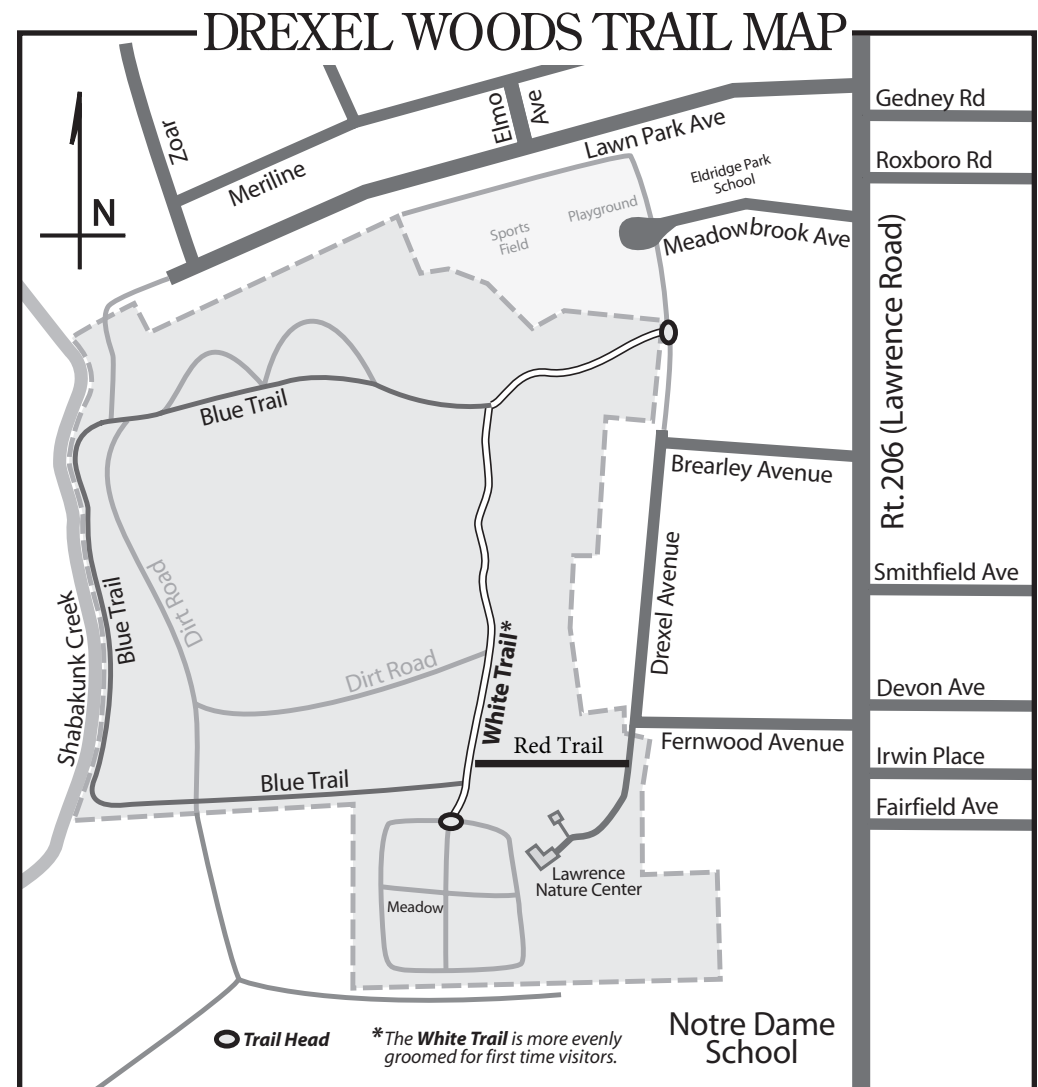 DREXEL WOODS TRAIL MAP
Zoar
Meriline
Elmo
Ave
Lawn Park Ave
Gedney Rd
Roxboro Rd
N
Eldridge Park
School
Playground
Sports
Field
Meadowbrook Ave
Rt. 206 (Lawrence Road)
Blue Trail
Brearley Avenue
Shabakunk Creek
Blue Trail
Dirt Road
Dirt Road
White Trail*
Drexel Avenue
Smithfield Ave
Devon Ave
Red Trail
Fernwood Avenue
Irwin Place
Blue Trail
Fairfield Ave
Lawrence
Nature Center
Meadow
Trail Head
*The White Trail is more evenly
groomed for first time visitors.
Notre Dame
School